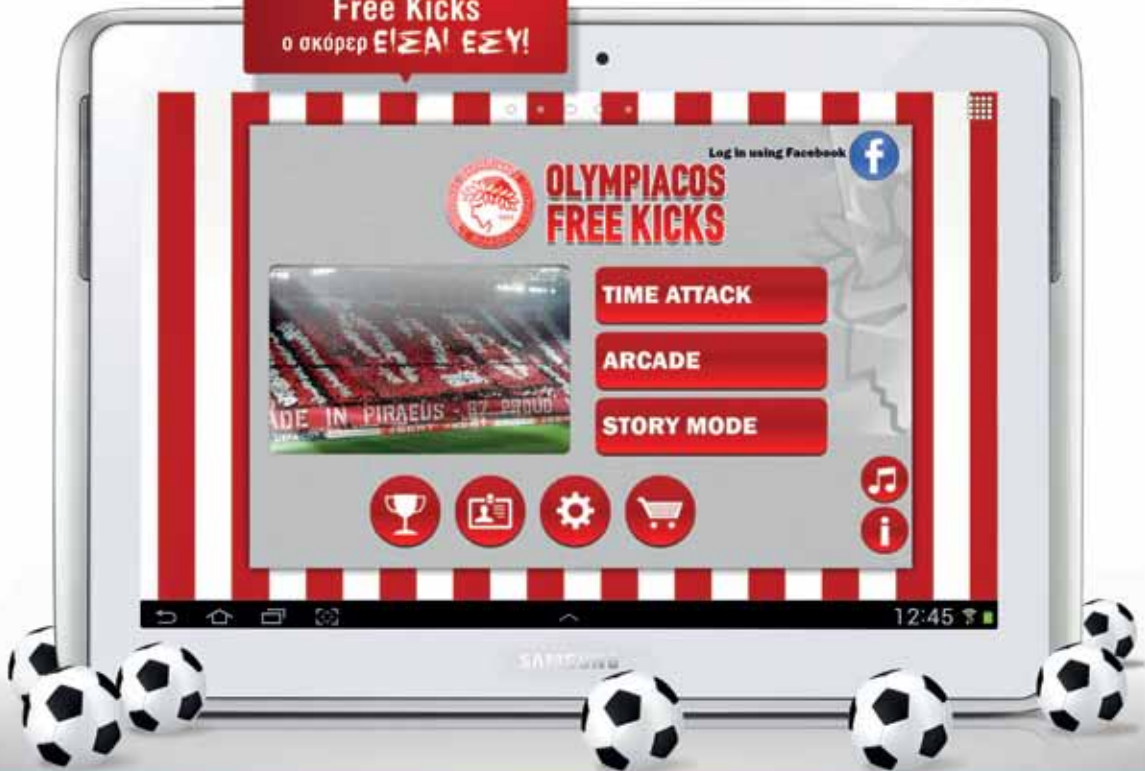 Free Kicks
ο σκόρερ ΕΙΣΑΙ ΕΣΥ!
Log in using Facebook
f
OLYMPIACOS
FREE KICKS
TIME ATTACK
ARCADE
STORY MODE
ADE IN PIRAEUS - 87 PROUD
i
12:45
SAMSUNG